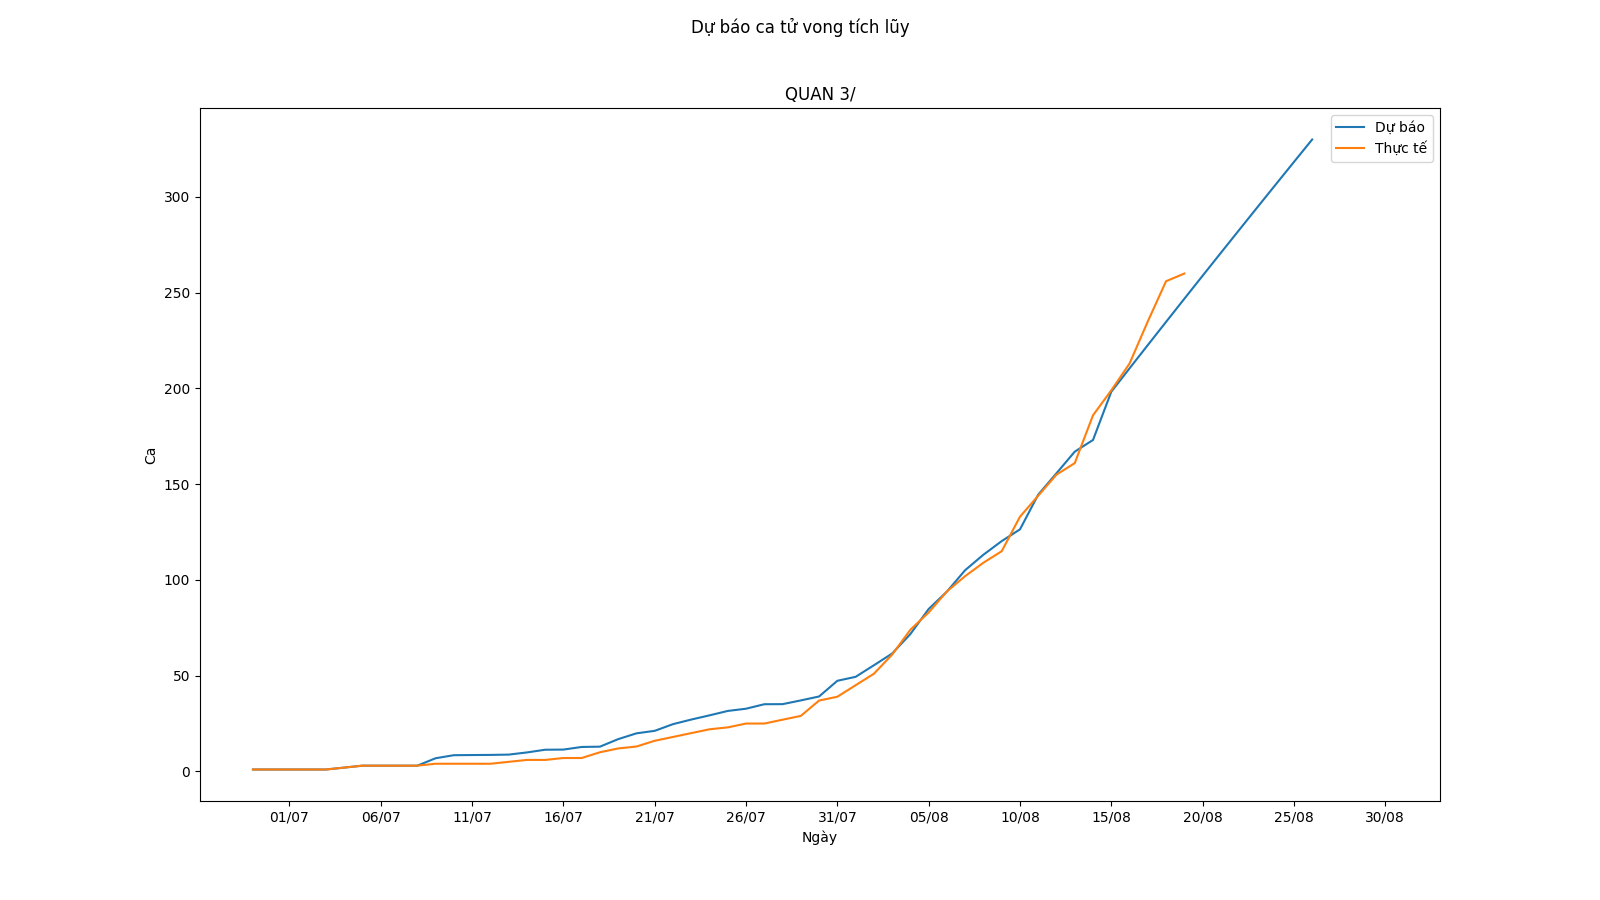 Dự báo ca tử vong tích lũy
QUAN 3/
Dự báo
Thực tế
300
250
200
150
100
50
0
Ca
01/07 06/07 11/07 16/07 21/07 26/07 31/07 05/08 10/08 15/08 20/08 25/08 30/08
Ngày